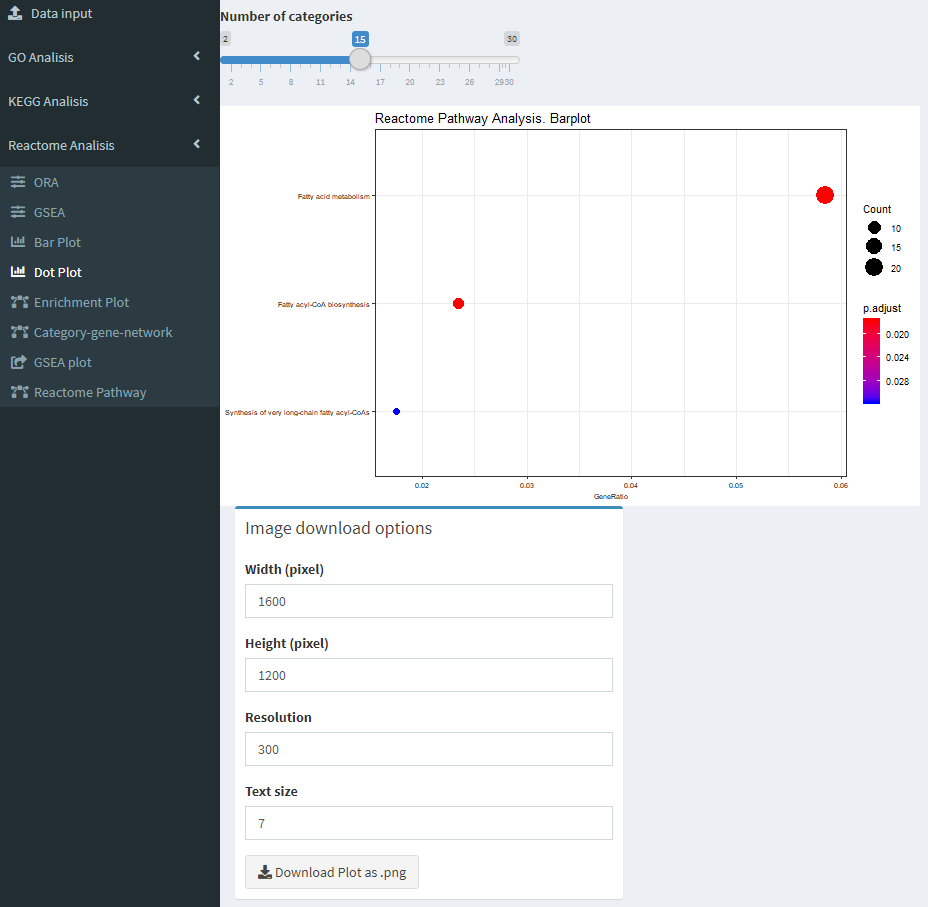 Data input
GO Analisis
KEGG Analisis
Reactome Analisis
ORA
GSEA
Bar Plot
Dot Plot
Enrichment Plot
Category-gene-network
GSEA plot
Reactome Pathway
Number of categories
2 15 30
2 5 8 11 14 17 20 23 26 29 30
Reactome Pathway Analysis. Barplot
Fatty acid metabolism
Fatty acyl-CoA biosynthesis
Synthesis of very long-chain fatty acyl-CoAs
0.02 0.03 0.04 0.05 0.06
GeneRatio
Count
10
15
20
p.adjust
0.020
0.024
0.028
Image download options
Width (pixel)
1600
Height (pixel)
1200
Resolution
300
Text size
7
Download Plot as .png